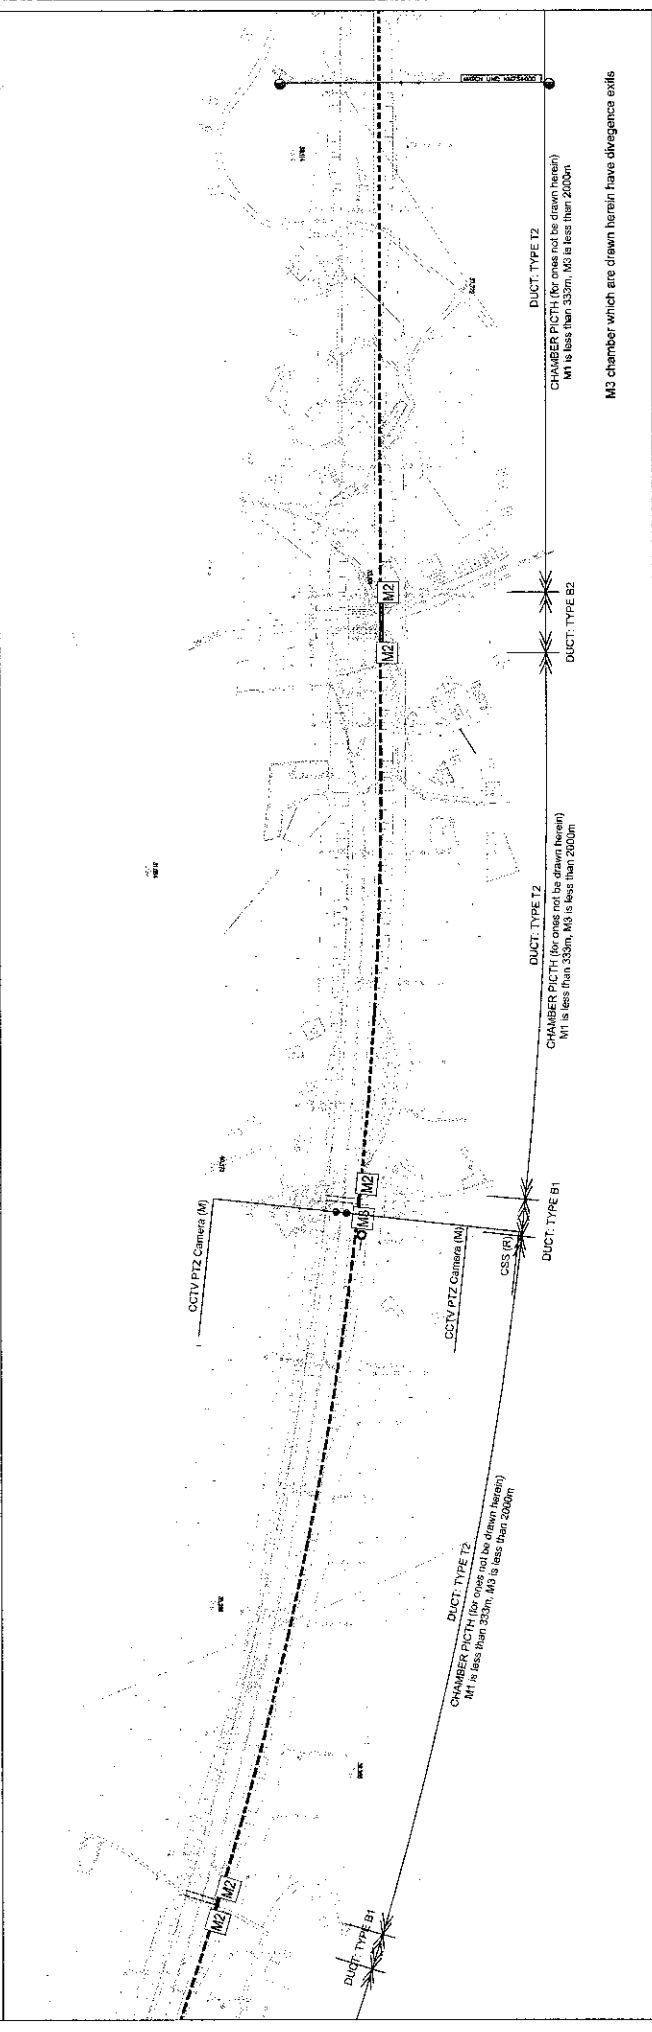 M3 chamber which are drawn herein have divegence exits
DUCT: TYPE T2
CHAMBER PICTH (for ones not be drawn herein)
M1 is less than 333m, M3 is less than 2000m
M2
M2
DUCT: TYPE B2
DUCT: TYPE T2
CHAMBER PICTH (for ones not be drawn herein)
M1 is less than 333m, M3 is less than 2000m
M2
M3
DUCT: TYPE B1
CCTV PTZ Camera (M)
CCTV PTZ Camera (M)
CSS (R)
DUCT: TYPE T2
CHAMBER PICTH (for ones not be drawn herein)
M1 is less than 333m, M3 is less than 2000m
M2
M2
DUCT: TYPE B1